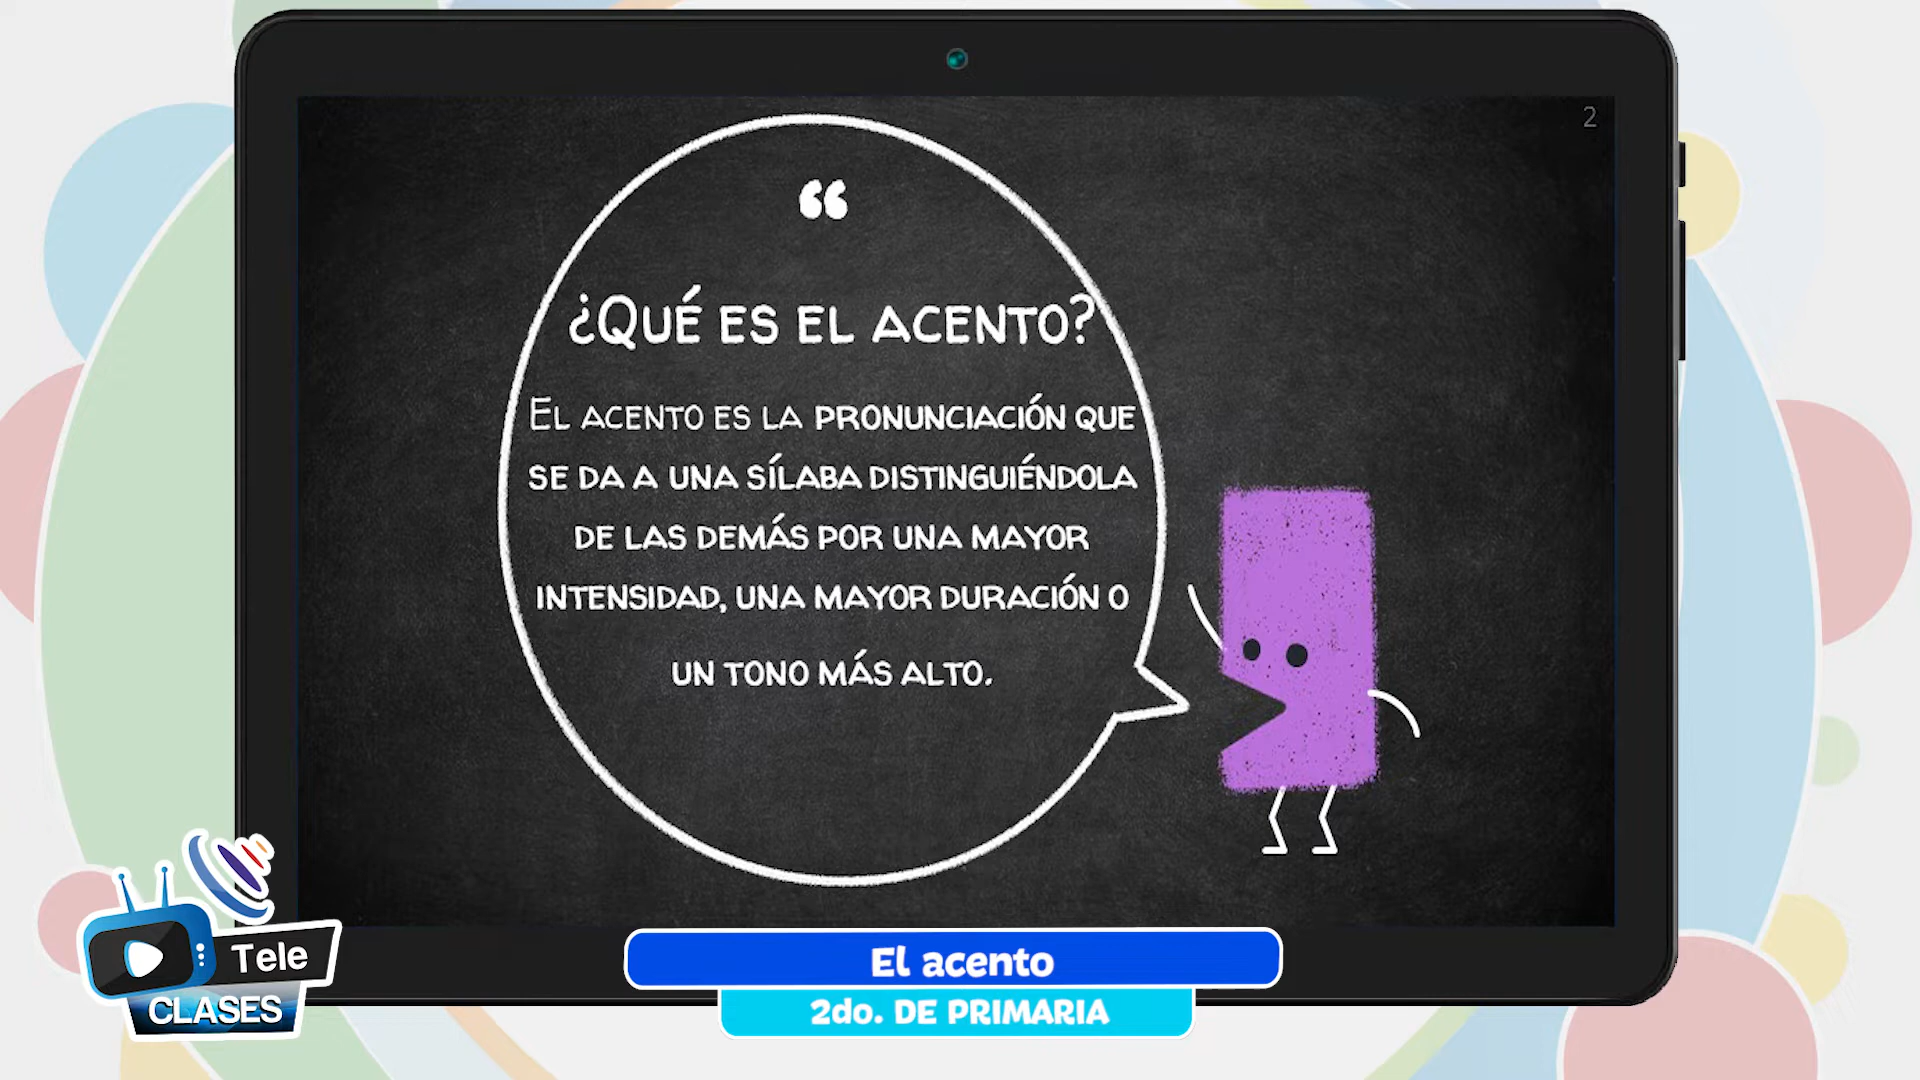 2
“
¿QUÉ ES EL ACENTO?
EL ACENTO ES LA PRONUNCIACIÓN QUE
SE DA A UNA SÍLABA DISTINGUIÉNDOLA
DE LAS DEMÁS POR UNA MAYOR
INTENSIDAD, UNA MAYOR DURACIÓN O
UN TONO MÁS ALTO.
Tele
CLASES
El acento
2do. DE PRIMARIA